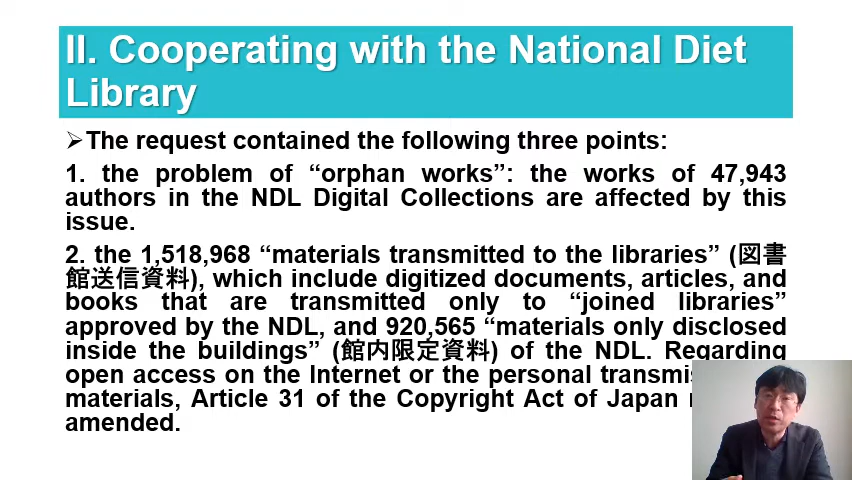 II. Cooperating with the National Diet
Library
➢The request contained the following three points:
1. the problem of “orphan works”: the works of 47,943
authors in the NDL Digital Collections are affected by this
issue.
2. the 1,518,968 “materials transmitted to the libraries” (図書
館送信資料), which include digitized documents, articles, and
books that are transmitted only to “joined libraries”
approved by the NDL, and 920,565 “materials only disclosed
inside the buildings” (館内限定資料) of the NDL. Regarding
open access on the Internet or the personal
materials, Article 31 of the Copyright Act of Japan
amended.